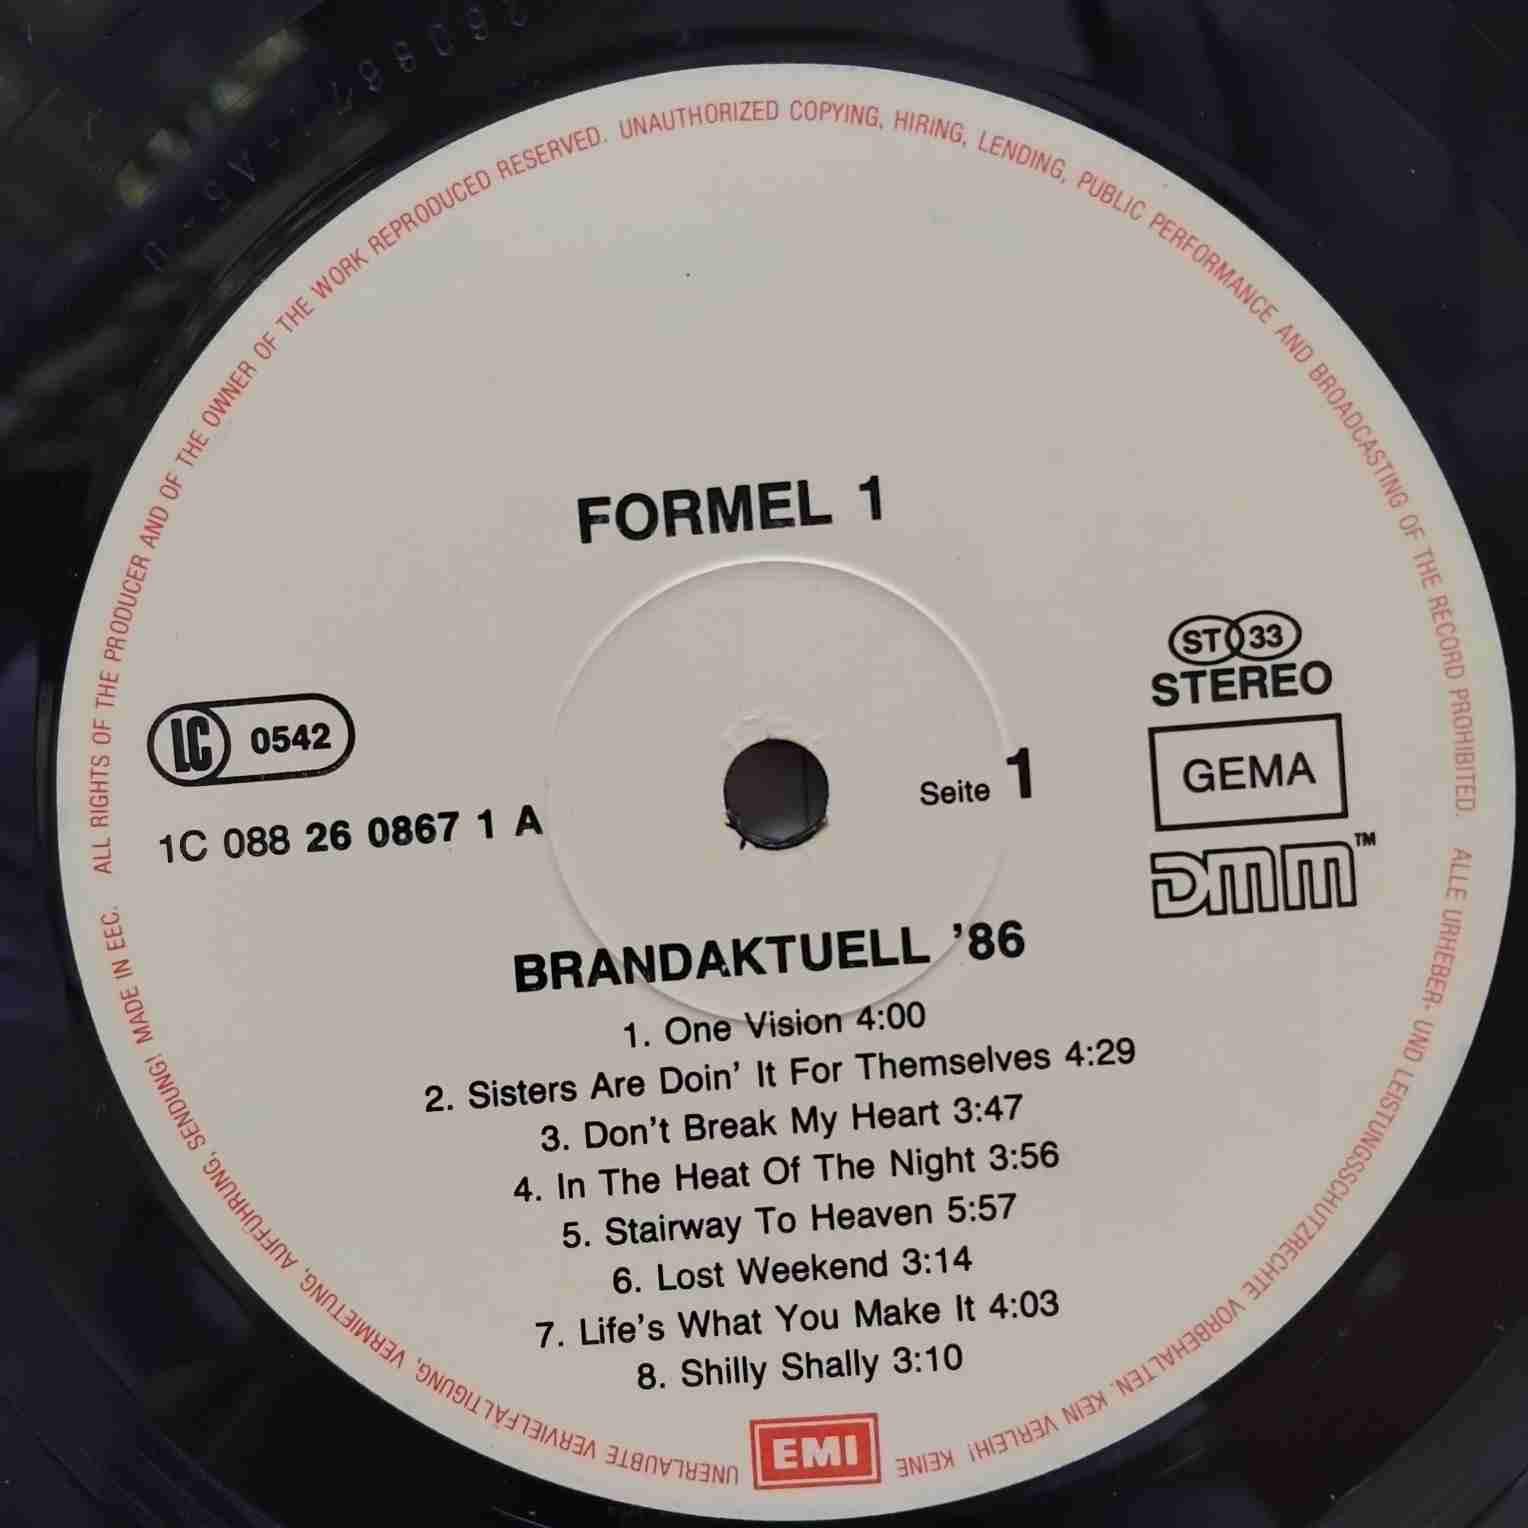 ALL RIGHTS OF THE PRODUCER AND OF THE OWNER OF THE WORK REPRODUCED RESERVED. UNAUTHORIZED COPYING, HIRING, LENDING, PUBLIC PERFORMANCE AND BROADCASTING OF THE RECORD PROHIBITED.
FORMEL 1
ST 33
STEREO
LC 0542
GEMA
1C 088 26 0867 1 A
Seite 1
DMM™
BRANDAKTUELL '86
1. One Vision 4:00
2. Sisters Are Doin' It For Themselves 4:29
3. Don't Break My Heart 3:47
4. In The Heat Of The Night 3:56
5. Stairway To Heaven 5:57
6. Lost Weekend 3:14
7. Life's What You Make It 4:03
8. Shilly Shally 3:10
EMI
ALLE URHEBER- UND LEISTUNGSSCHUTZRECHTE VORBEHALTEN. KEIN VERLEIH! KEINE UNERLAUBTE VERVIELFÄLTIGUNG, VERMIETUNG, AUFFÜHRUNG, SENDUNG! MADE IN EEC.